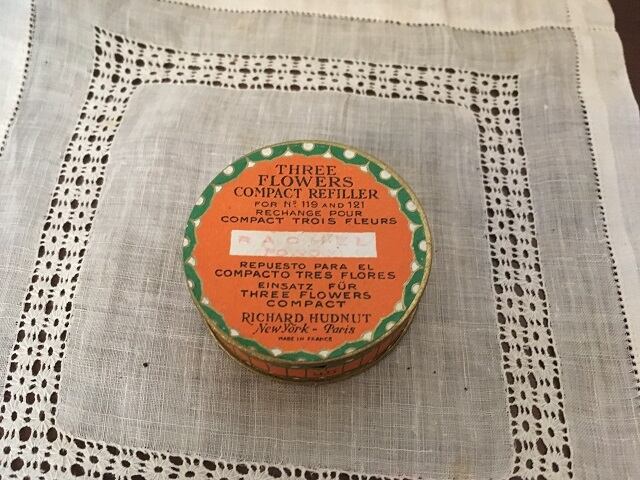 THREE
FLOWERS
COMPACT REFILLER
FOR Nº 119 AND 121
RECHANGE POUR
COMPACT TROIS FLEURS
RACHEL
REPUESTO PARA EL
COMPACTO TRES FLORES
EINSATZ FÜR
THREE FLOWERS
COMPACT
RICHARD HUDNUT
New York - Paris
MADE IN FRANCE